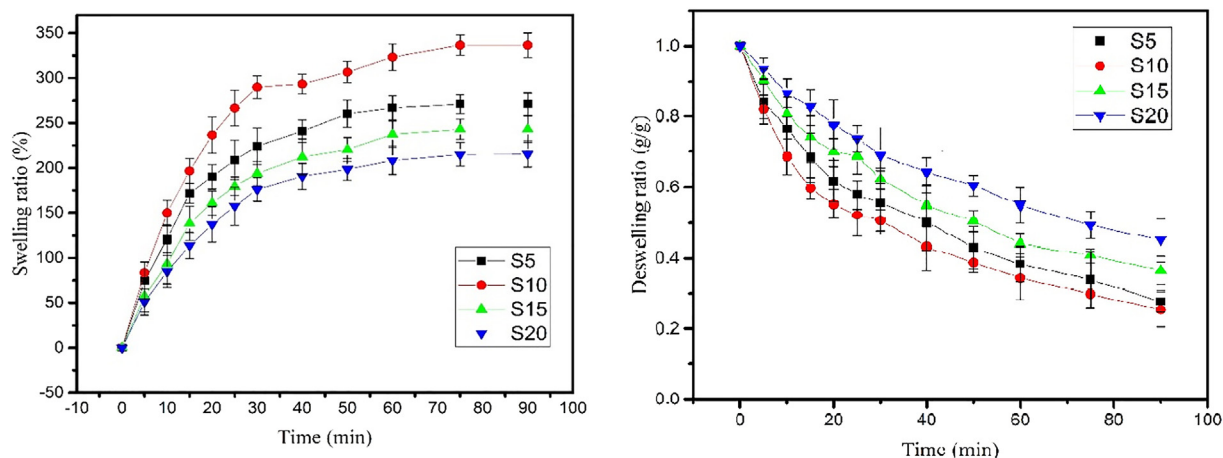 Swelling ratio (%)
350
300
250
200
150
100
50
0
-50
-10 0 10 20 30 40 50 60 70 80 90 100
Time (min)
S5
S10
S15
S20
Deswelling ratio (g/g)
1.0
0.8
0.6
0.4
0.2
0.0
-20 0 20 40 60 80 100
Time (min)
S5
S10
S15
S20